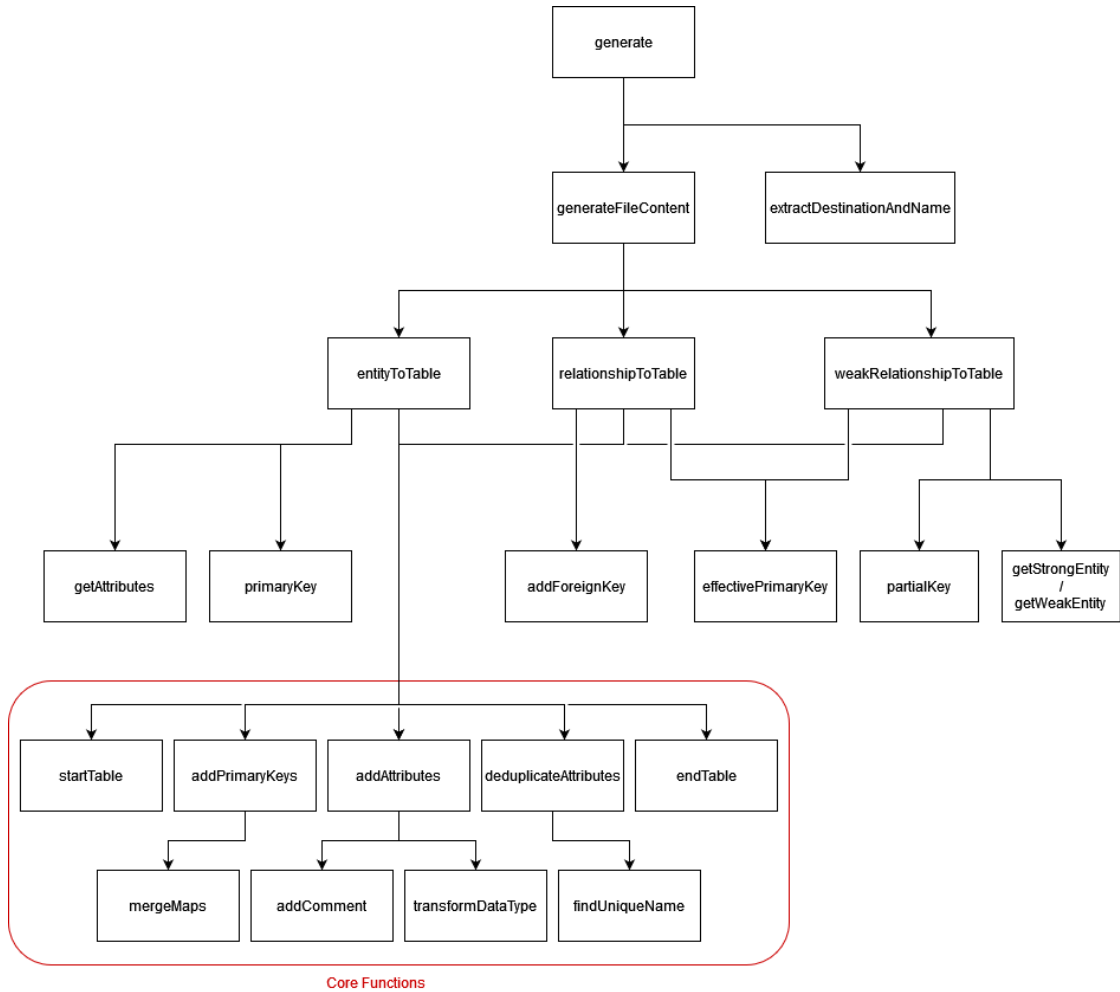 generate
generateFileContent
extractDestinationAndName
entityToTable
relationshipToTable
weakRelationshipToTable
getAttributes
primaryKey
addForeignKey
effectivePrimaryKey
partialKey
getStrongEntity
/
getWeakEntity
startTable
addPrimaryKeys
addAttributes
deduplicateAttributes
endTable
mergeMaps
addComment
transformDataType
findUniqueName
Core Functions